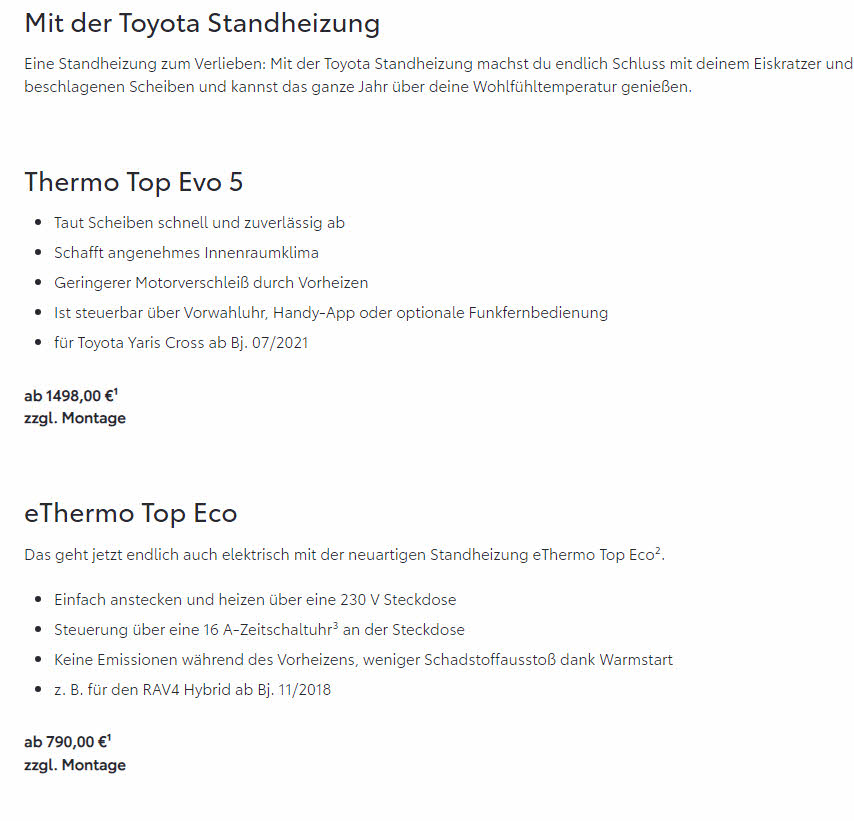 Mit der Toyota Standheizung
Eine Standheizung zum Verlieben: Mit der Toyota Standheizung machst du endlich Schluss mit deinem Eiskratzer und
beschlagenen Scheiben und kannst das ganze Jahr über deine Wohlfühltemperatur genießen.
Thermo Top Evo 5
• Taut Scheiben schnell und zuverlässig ab
• Schafft angenehmes Innenraumklima
• Geringerer Motorverschleiß durch Vorheizen
• Ist steuerbar über Vorwahluhr, Handy-App oder optionale Funkfernbedienung
• für Toyota Yaris Cross ab Bj. 07/2021
ab 1498,00 €¹
zzgl. Montage
eThermo Top Eco
Das geht jetzt endlich auch elektrisch mit der neuartigen Standheizung eThermo Top Eco².
• Einfach anstecken und heizen über eine 230 V Steckdose
• Steuerung über eine 16 A-Zeitschaltuhr³ an der Steckdose
• Keine Emissionen während des Vorheizens, weniger Schadstoffausstoß dank Warmstart
• z. B. für den RAV4 Hybrid ab Bj. 11/2018
ab 790,00 €¹
zzgl. Montage